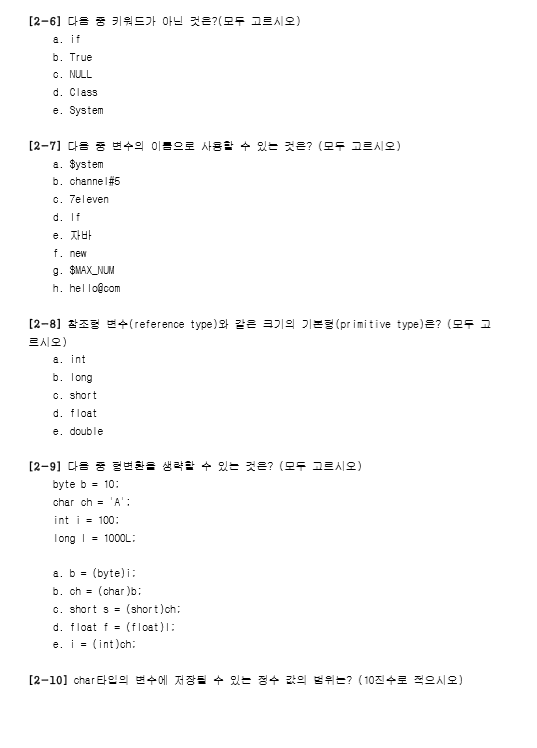 [2-6] 다음 중 키워드가 아닌 것은?(모두 고르시오)
a. if
b. True
c. NULL
d. Class
e. System
[2-7] 다음 중 변수의 이름으로 사용할 수 있는 것은? (모두 고르시오)
a. $ystem
b. channel#5
c. 7eleven
d. If
e. 자바
f. new
g. $MAX_NUM
h. hello@com
[2-8] 참조형 변수(reference type)와 같은 크기의 기본형(primitive type)은? (모두 고
르시오)
a. int
b. long
c. short
d. float
e. double
[2-9] 다음 중 형변환을 생략할 수 있는 것은? (모두 고르시오)
byte b = 10;
char ch = 'A';
int i = 100;
long l = 1000L;
a. b = (byte)i;
b. ch = (char)b;
c. short s = (short)ch;
d. float f = (float)l;
e. i = (int)ch;
[2-10] char타입의 변수에 저장될 수 있는 정수 값의 범위는? (10진수로 적으시오)